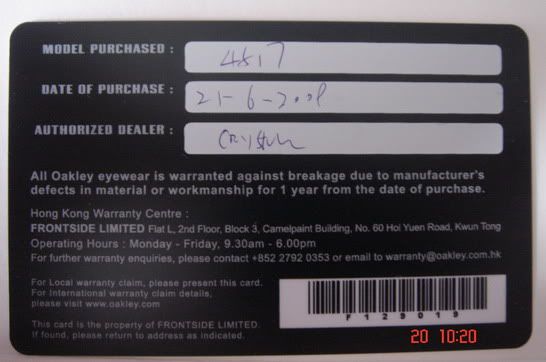 MODEL PURCHASED : 4x17
DATE OF PURCHASE : 21-6-2008
AUTHORIZED DEALER : Crystal
All Oakley eyewear is warranted against breakage due to manufacturer's
defects in material or workmanship for 1 year from the date of purchase.
Hong Kong Warranty Centre :
FRONTSIDE LIMITED Flat L, 2nd Floor, Block 3, Camelpaint Building, No. 60 Hoi Yuen Road, Kwun Tong
Operating Hours : Monday - Friday, 9.30am - 6.00pm
For further warranty enquiries, please contact +852 2792 0353 or email to warranty@oakley.com.hk
For Local warranty claim, please present this card.
For International warranty claim details,
please visit www.oakley.com
F129019
This card is the property of FRONTSIDE LIMITED.
If found, please return to address as indicated.
20 10:20